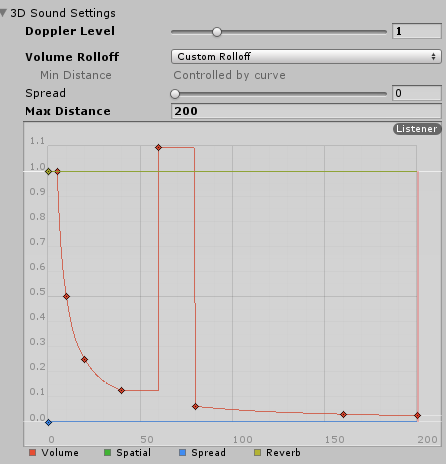 3D Sound Settings
Doppler Level 1
Volume Rolloff Custom Rolloff
Min Distance Controlled by curve
Spread 0
Max Distance 200
Listener
1.1
1.0
0.9
0.8
0.7
0.6
0.5
0.4
0.3
0.2
0.1
0.0
0 50 100 150 200
Volume Spatial Spread Reverb